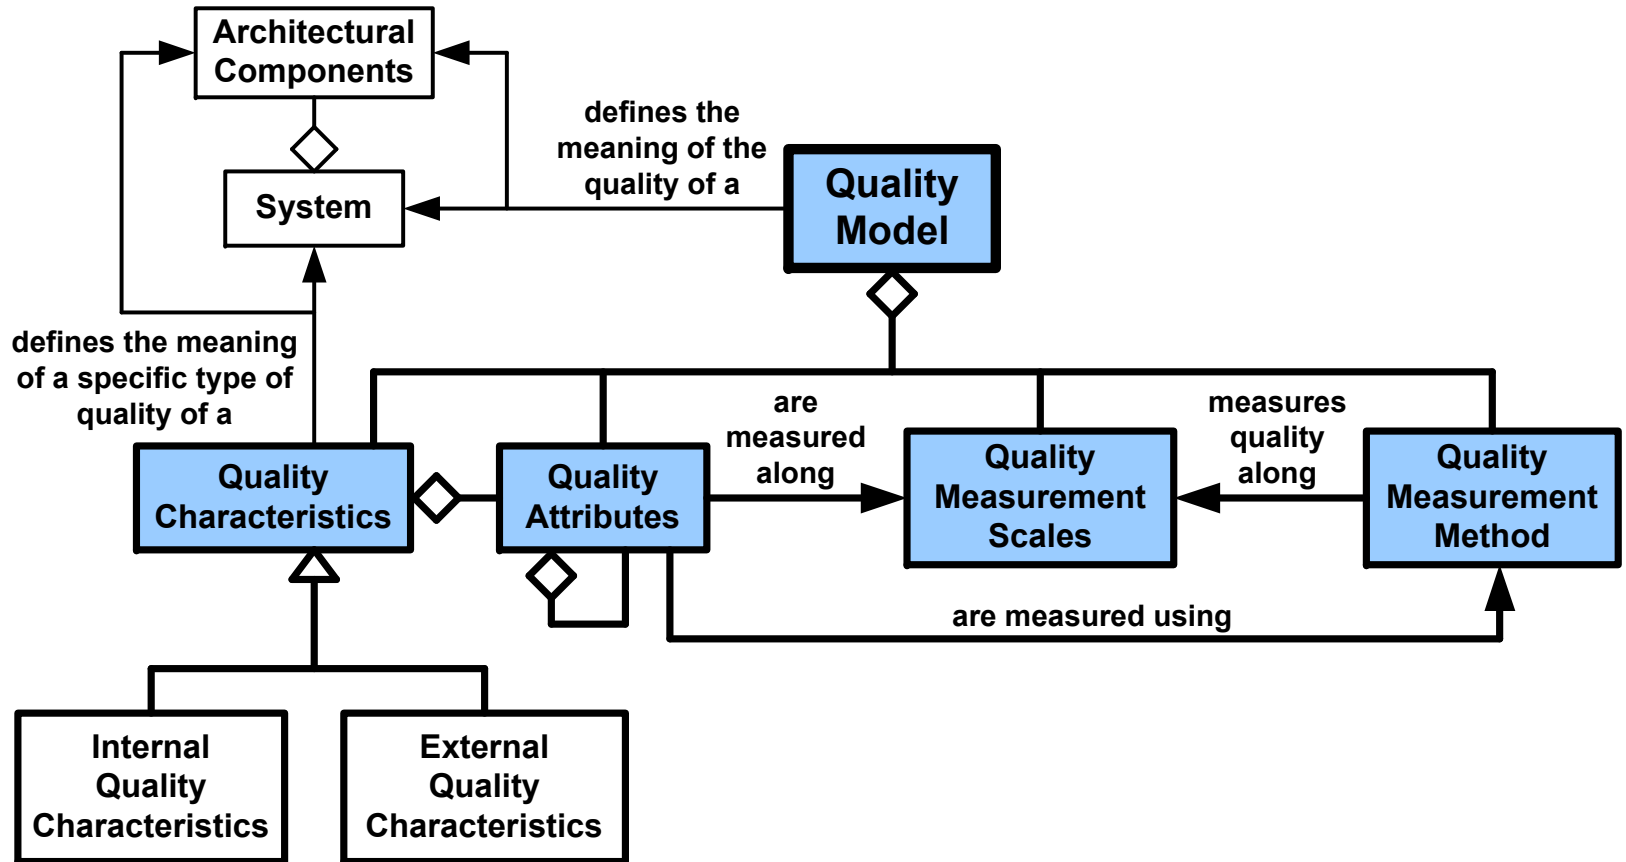 Architectural
Components
defines the
meaning of the
quality of a
Quality
Model
System
defines the meaning
of a specific type of
quality of a
are
measured
along
measures
quality
along
Quality
Characteristics
Quality
Attributes
Quality
Measurement
Scales
Quality
Measurement
Method
are measured using
Internal
Quality
Characteristics
External
Quality
Characteristics